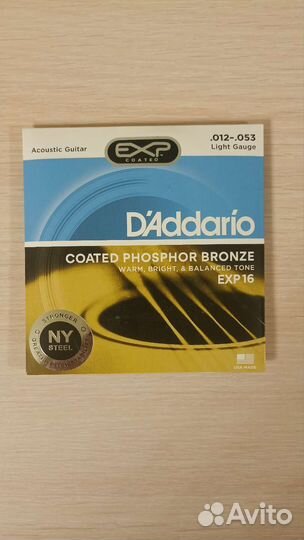 EXP
COATED
Acoustic Guitar
.012–.053
Light Gauge
D'Addario
COATED PHOSPHOR BRONZE
WARM, BRIGHT, & BALANCED TONE
EXP16
STRONGER
NY
STEEL
USA MADE
Avito